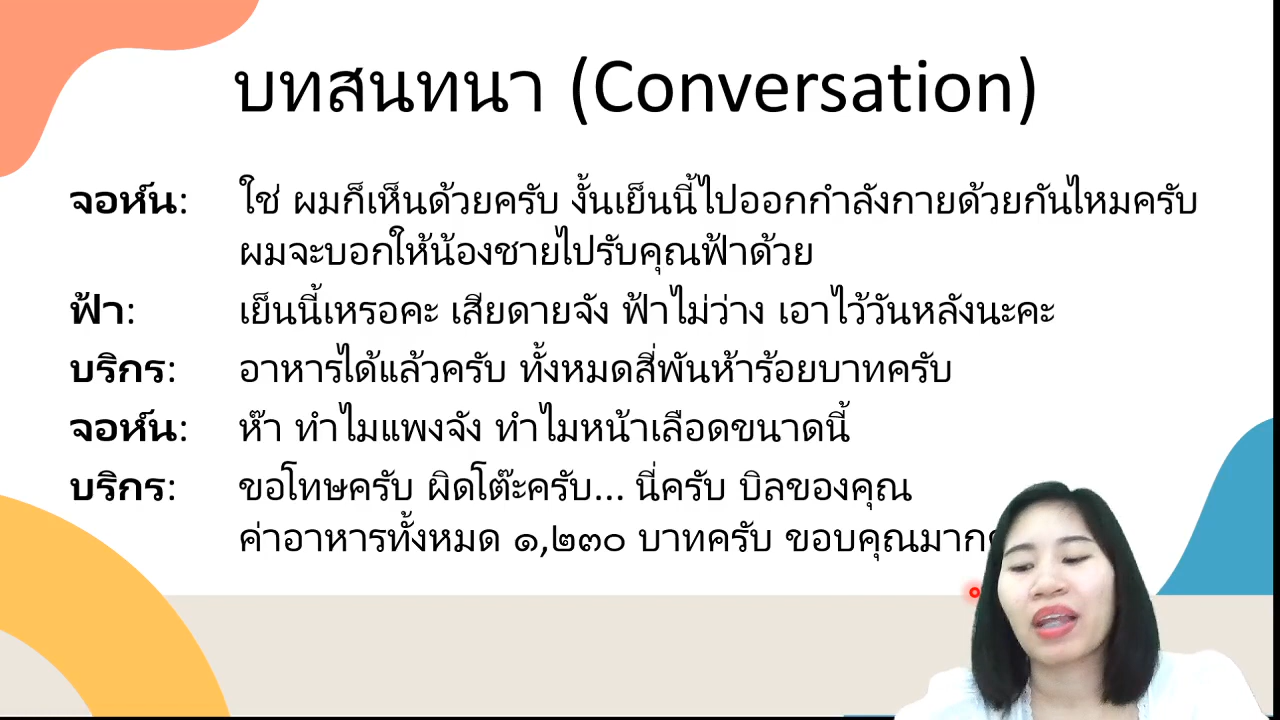 บทสนทนา (Conversation)
จอห์น: ใช่ ผมก็เห็นด้วยครับ งั้นเย็นนี้ไปออกกำลังกายด้วยกันไหมครับ
ผมจะบอกให้น้องชายไปรับคุณฟ้าด้วย
ฟ้า: เย็นนี้เหรอคะ เสียดายจัง ฟ้าไม่ว่าง เอาไว้วันหลังนะคะ
บริกร: อาหารได้แล้วครับ ทั้งหมดสี่พันห้าร้อยบาทครับ
จอห์น: ห๊า ทำไมแพงจัง ทำไมหน้าเลือดขนาดนี้
บริกร: ขอโทษครับ ผิดโต๊ะครับ... นี่ครับ บิลของคุณ
ค่าอาหารทั้งหมด ๑,๒๓๐ บาทครับ ขอบคุณมาก